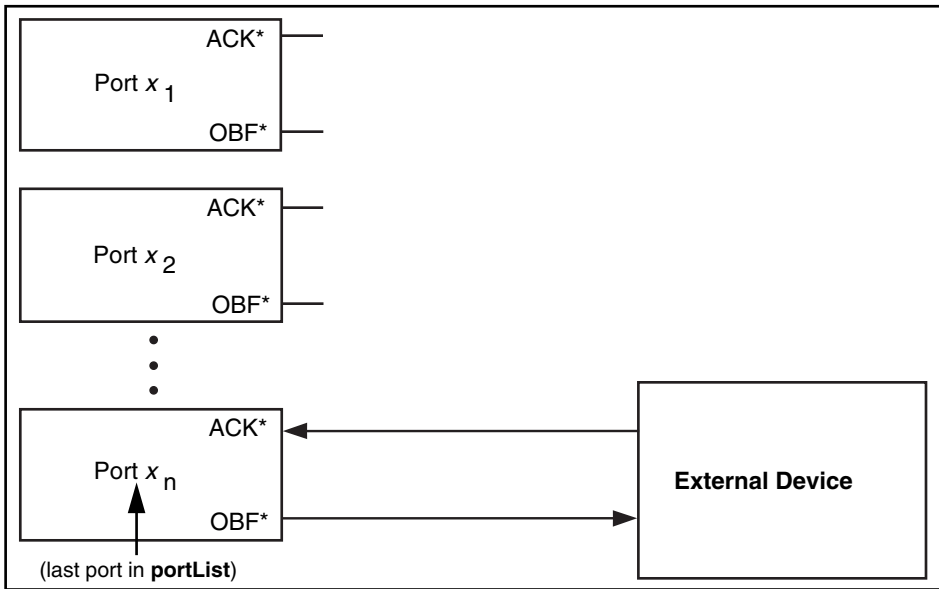 ACK*
Port x 1
OBF*
ACK*
Port x 2
OBF*
ACK*
Port x n
OBF*
(last port in portList)
External Device